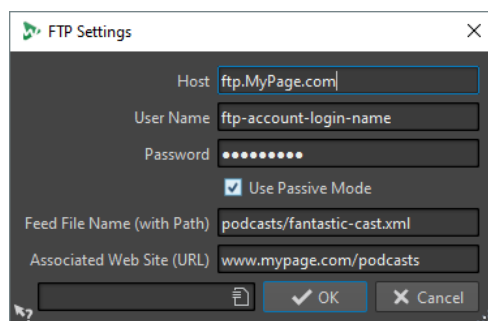 FTP Settings
Host ftp.MyPage.com
User Name ftp-account-login-name
Password •••••••••
Use Passive Mode
Feed File Name (with Path) podcasts/fantastic-cast.xml
Associated Web Site (URL) www.mypage.com/podcasts
OK Cancel